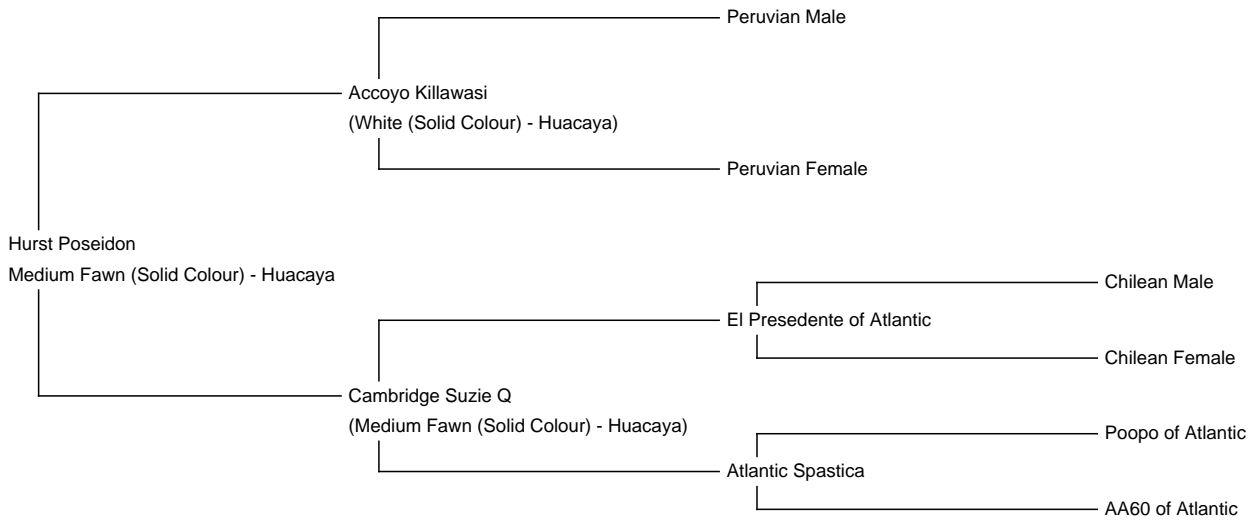 Peruvian Male
Accoyo Killawasi
(White (Solid Colour) - Huacaya)
Peruvian Female
Hurst Poseidon
Medium Fawn (Solid Colour) - Huacaya
Chilean Male
El Presedente of Atlantic
Chilean Female
Cambridge Suzie Q
(Medium Fawn (Solid Colour) - Huacaya)
Poopo of Atlantic
Atlantic Spastica
AA60 of Atlantic